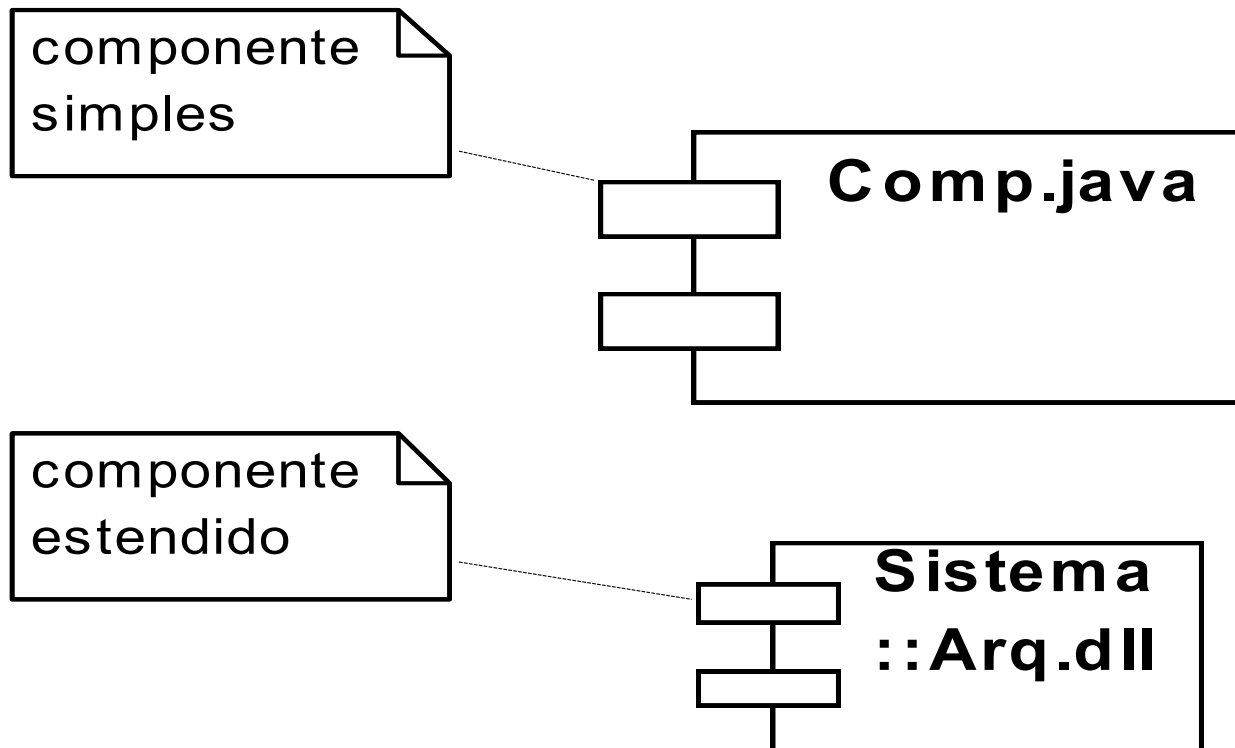 componente
simples
Comp.java
componente
estendido
Sistema
::Arq.dll